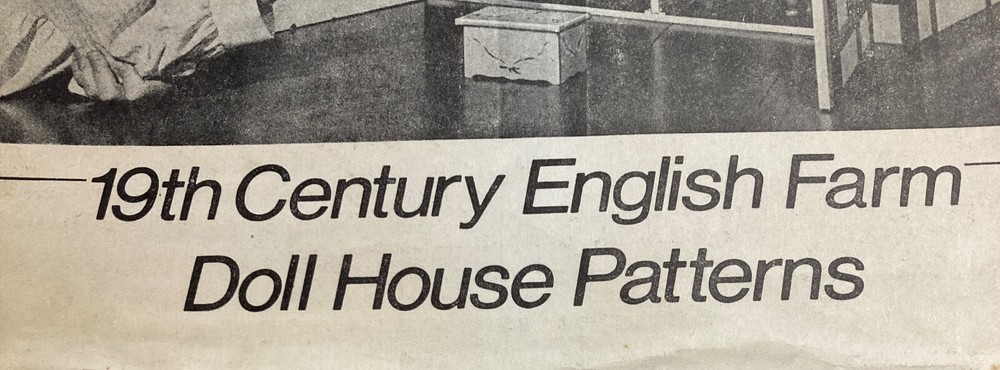 19th Century English Farm
Doll House Patterns